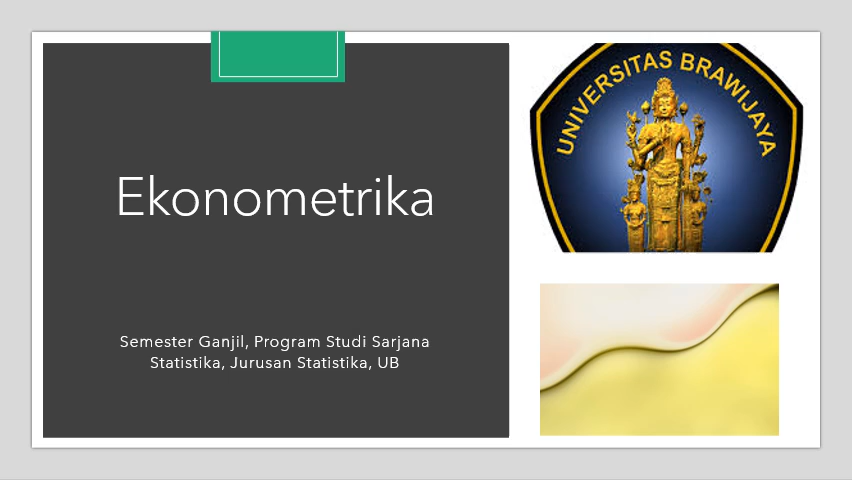 Ekonometrika
Semester Ganjil, Program Studi Sarjana
Statistika, Jurusan Statistika, UB
UNIVERSITAS BRAWIJAYA